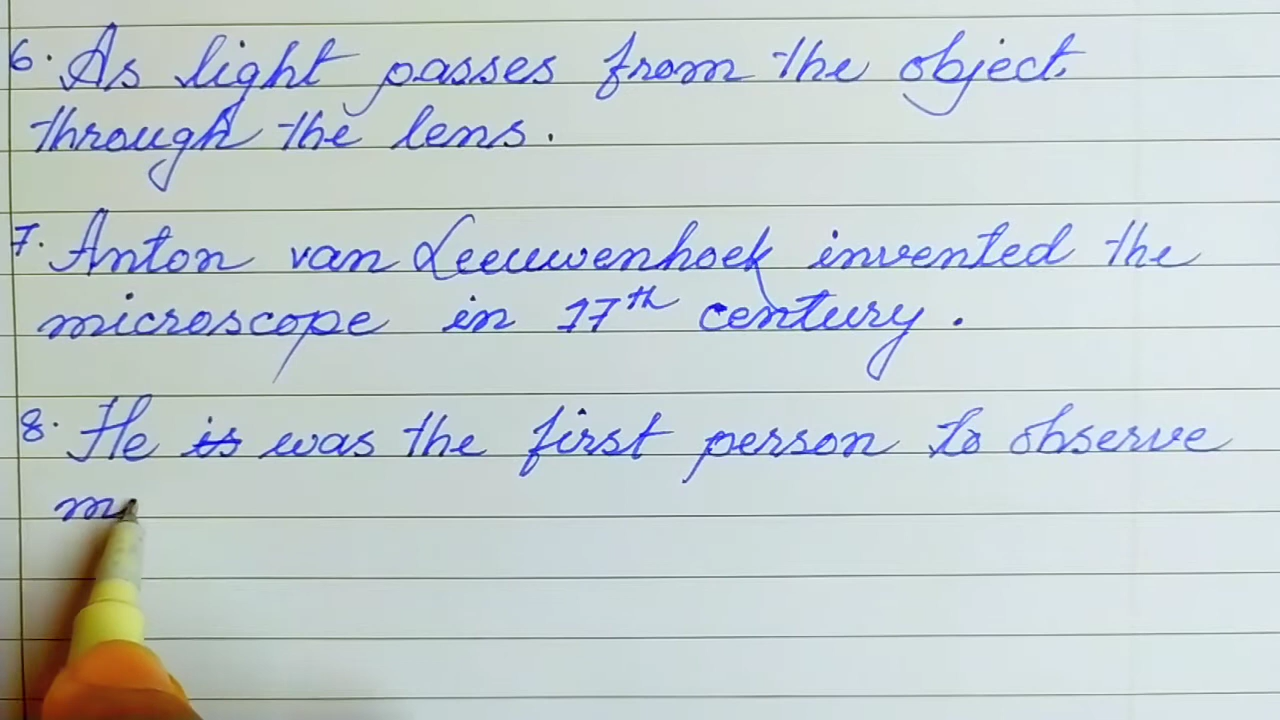 6. As light passes from the object
through the lens.
7. Anton van Leeuwenhoek invented the
microscope in 17th century.
8. He is was the first person to observe
m